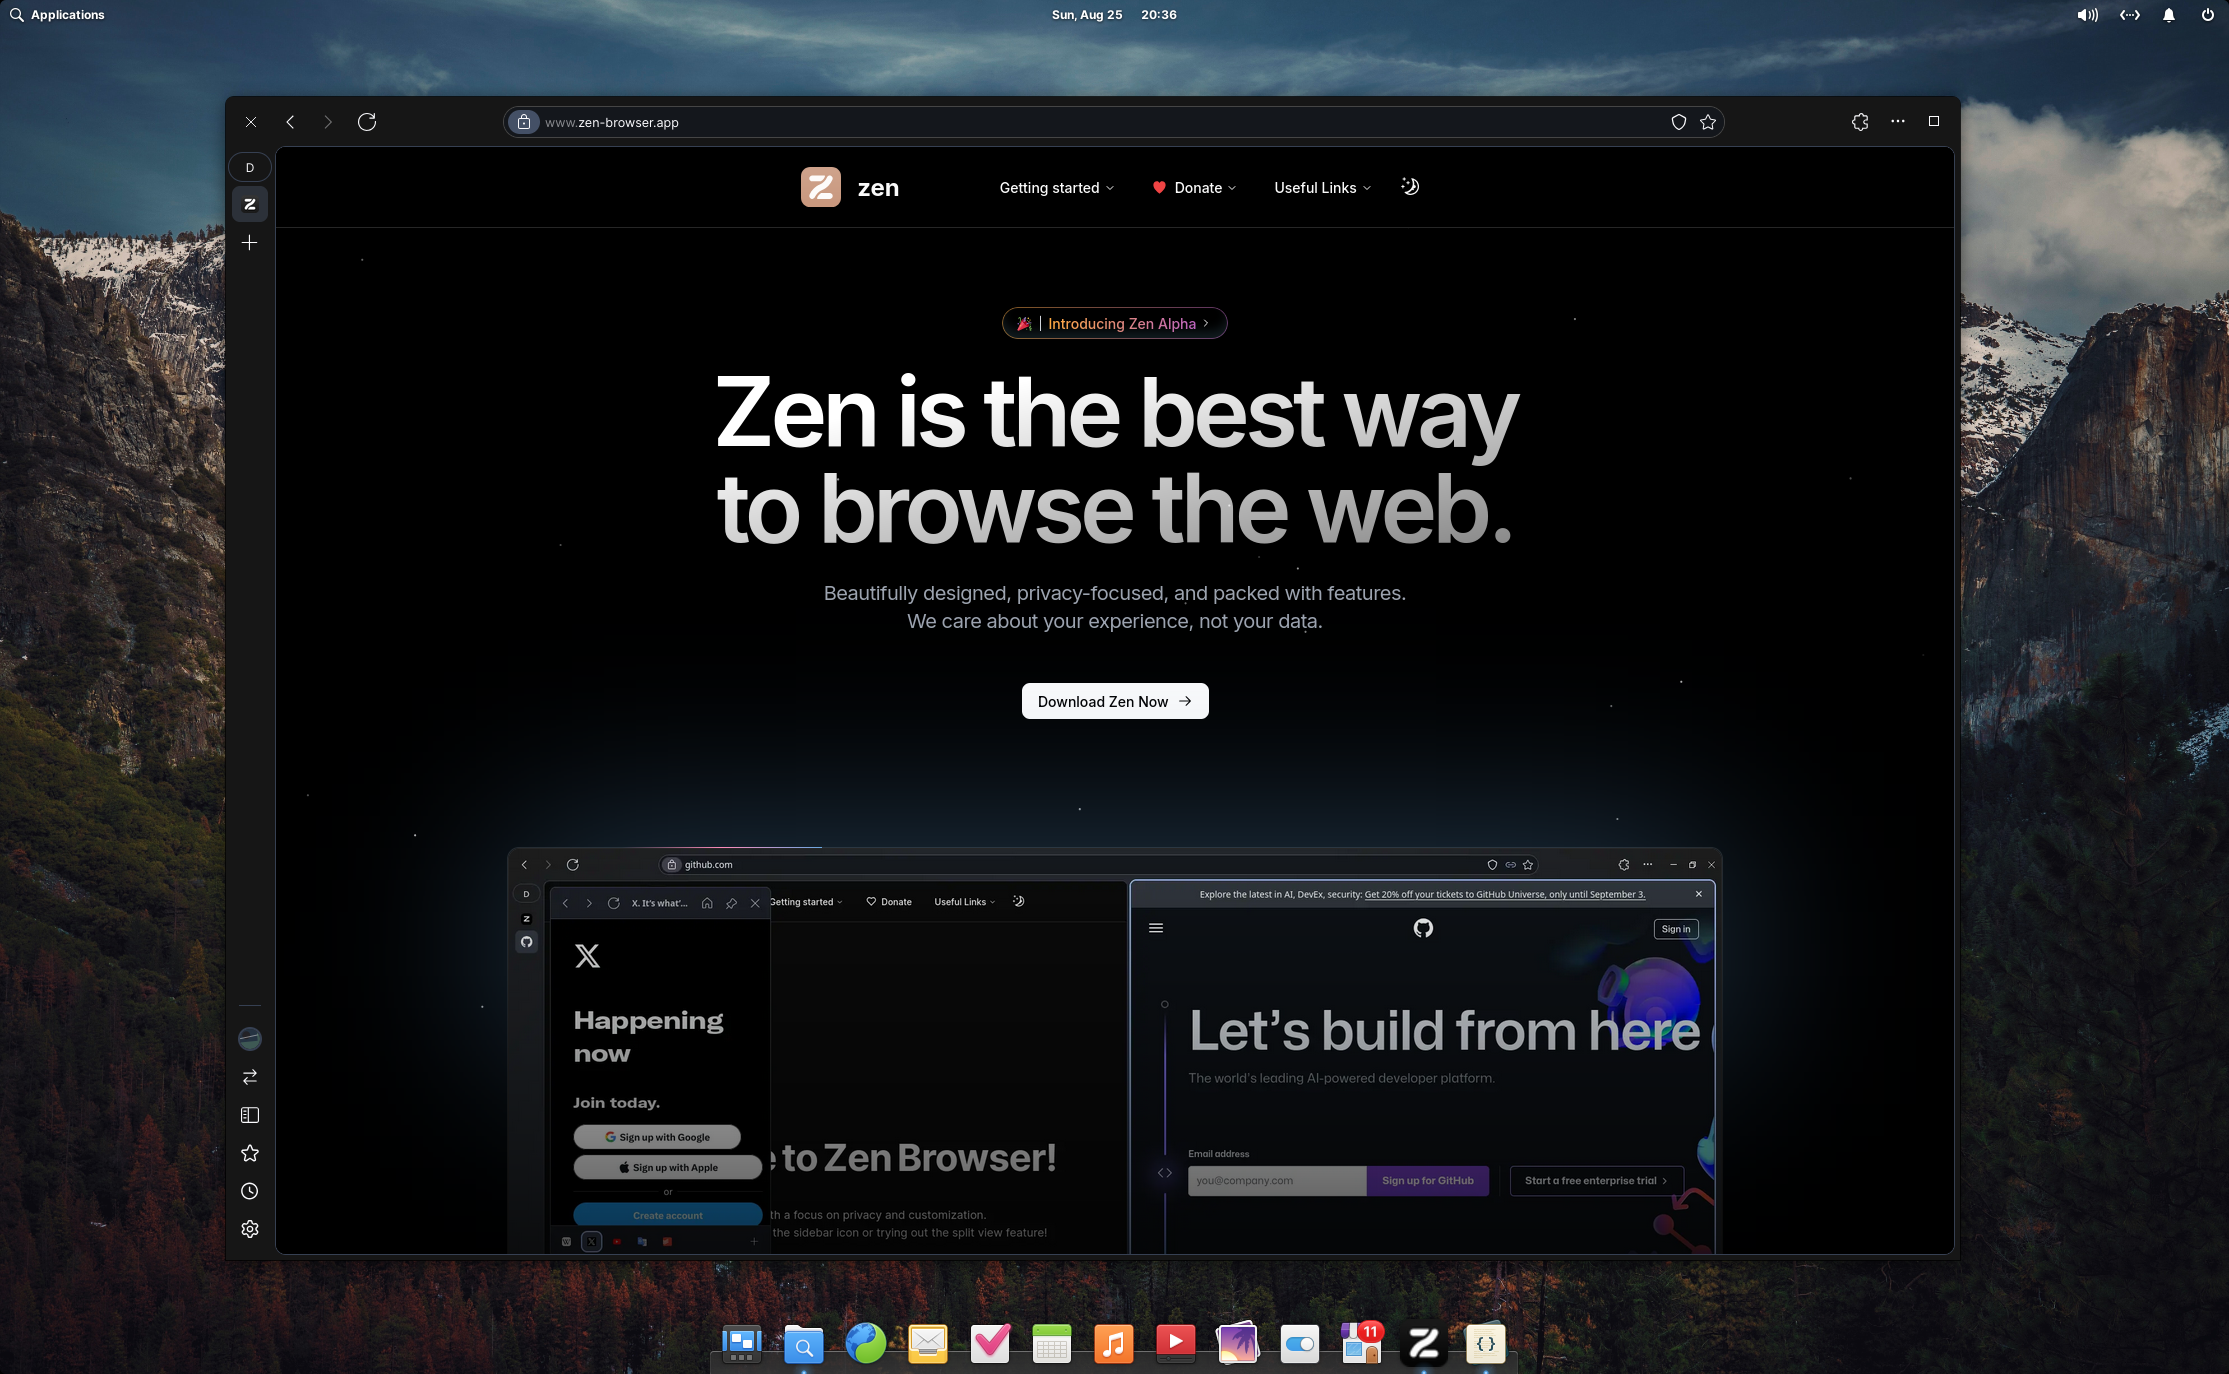 Applications
Sun, Aug 25 20:36
www.zen-browser.app
D
zen
Getting started
Donate
Useful Links
Introducing Zen Alpha
Zen is the best way
to browse the web.
Beautifully designed, privacy-focused, and packed with features.
We care about your experience, not your data.
Download Zen Now
github.com
D
X. It's what'...
Getting started
Donate
Useful Links
Happening
now
Join today.
Sign up with Google
Sign up with Apple
or
Create account
e to Zen Browser!
th a focus on privacy and customization.
the sidebar icon or trying out the split view feature!
Explore the latest in AI, DevEx, security: Get 20% off your tickets to GitHub Universe, only until September 3.
Sign in
Let's build from here
The world's leading AI-powered developer platform.
Email address
you@company.com
Sign up for GitHub
Start a free enterprise trial
11